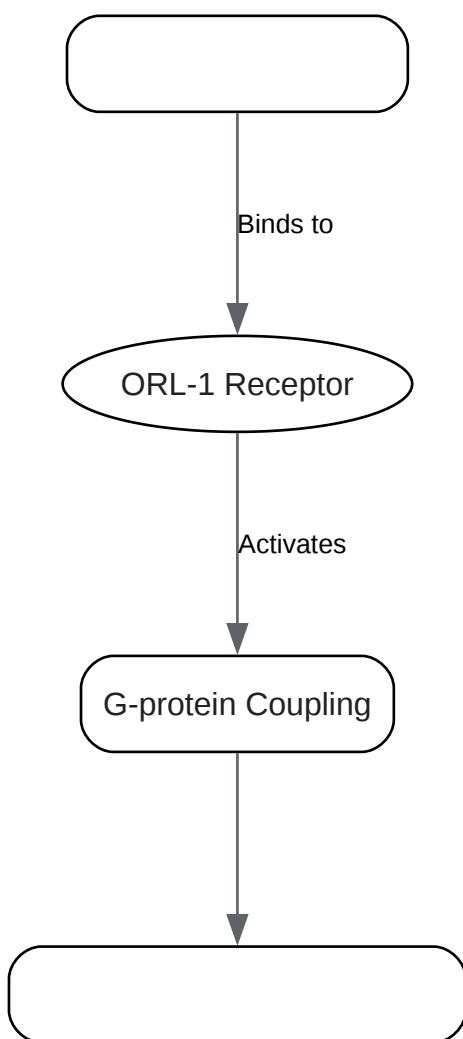 Binds to
ORL-1 Receptor
Activates
G-protein Coupling